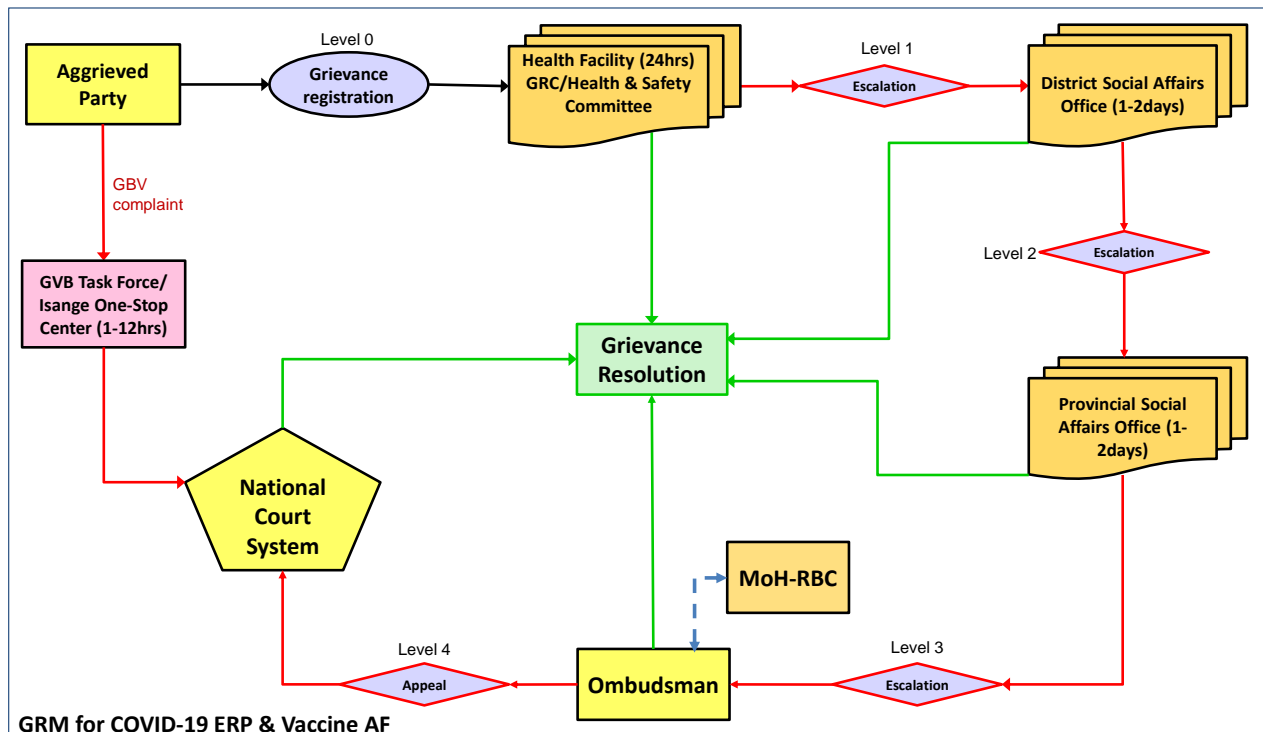 Level 0
Aggrieved
Party
Grievance
registration
Health Facility (24hrs)
GRC/Health & Safety
Committee
Level 1
Escalation
District Social Affairs
Office (1-2days)
GBV
complaint
Level 2
Escalation
GVB Task Force/
Isange One-Stop
Center (1-12hrs)
Grievance
Resolution
Provincial Social
Affairs Office (1-
2days)
National
Court
System
MoH-RBC
Level 4
Appeal
Ombudsman
Level 3
Escalation
GRM for COVID-19 ERP & Vaccine AF